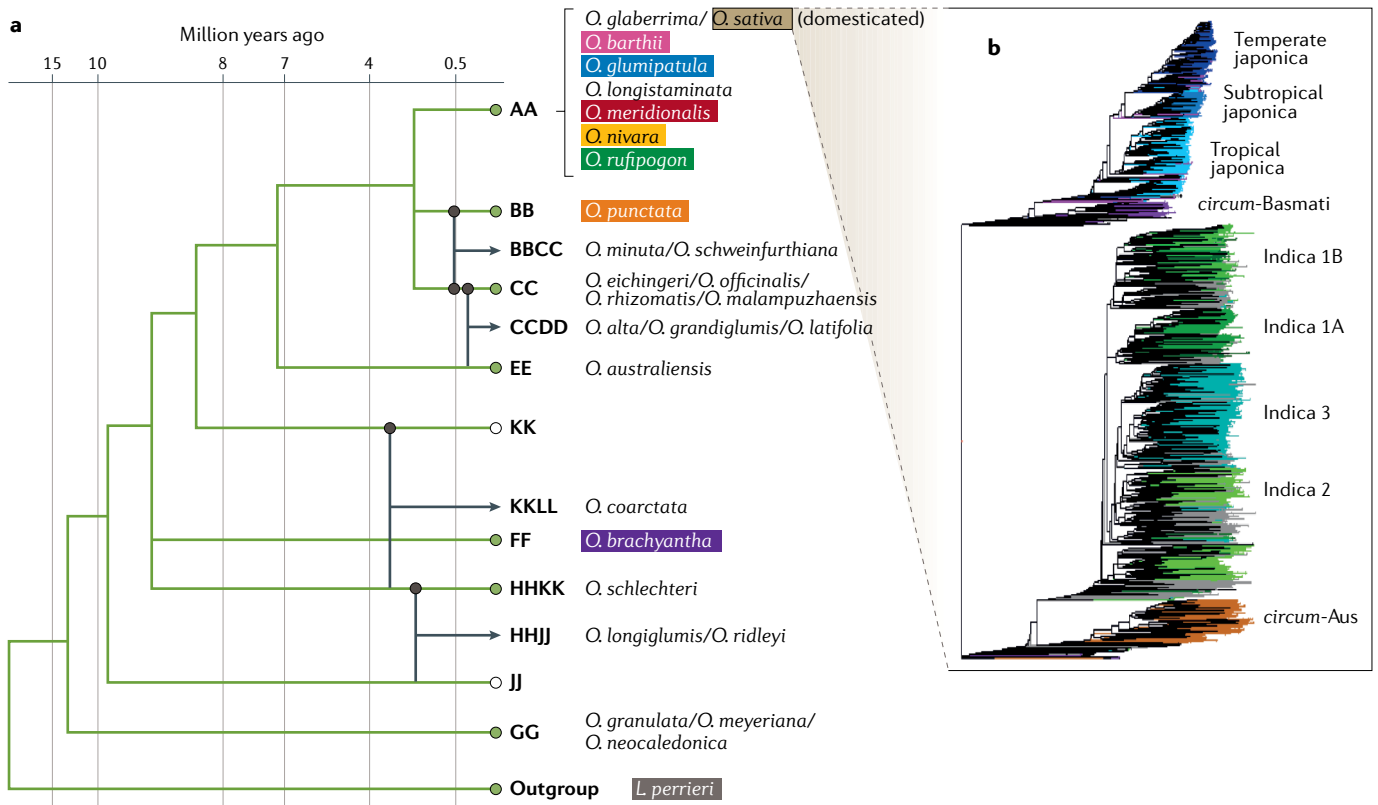 a
Million years ago
15 10 8 7 4 0.5
AA
O. glaberrima/ O. sativa (domesticated)
O. barthii
O. glumipatula
O. longistaminata
O. meridionalis
O. nivara
O. rufipogon
BB O. punctata
BBCC O. minuta/O. schweinfurthiana
CC O. eichingeri/O. officinalis/
O. rhizomatis/O. malampuzhaensis
CCDD O. alta/O. grandiglumis/O. latifolia
EE O. australiensis
KK
KKLL O. coarctata
FF O. brachyantha
HHKK O. schlechteri
HHJJ O. longiglumis/O. ridleyi
JJ
GG O. granulata/O. meyeriana/
O. neocaledonica
Outgroup L. perrieri
b
Temperate
japonica
Subtropical
japonica
Tropical
japonica
circum-Basmati
Indica 1B
Indica 1A
Indica 3
Indica 2
circum-Aus